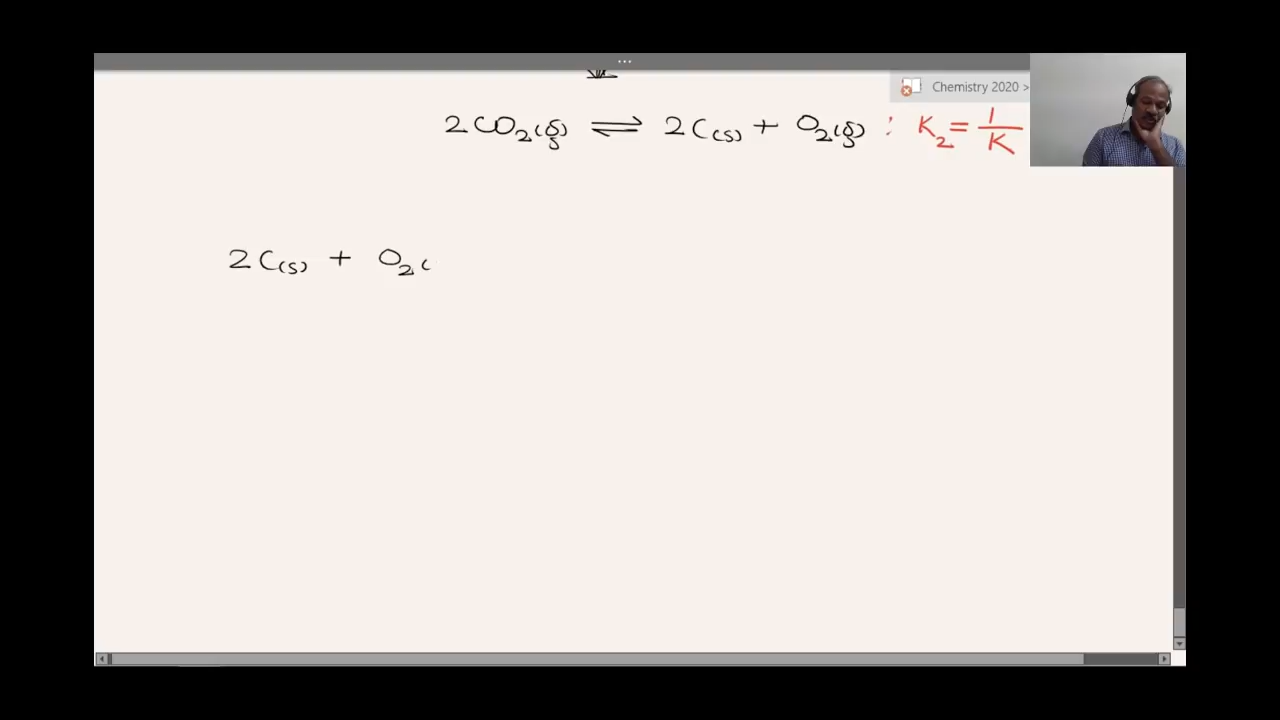 Chemistry 2020 >
2CO₂(g) ⇌ 2C(s) + O₂(g) : K₂ = 1/K
2C(s) + O₂(